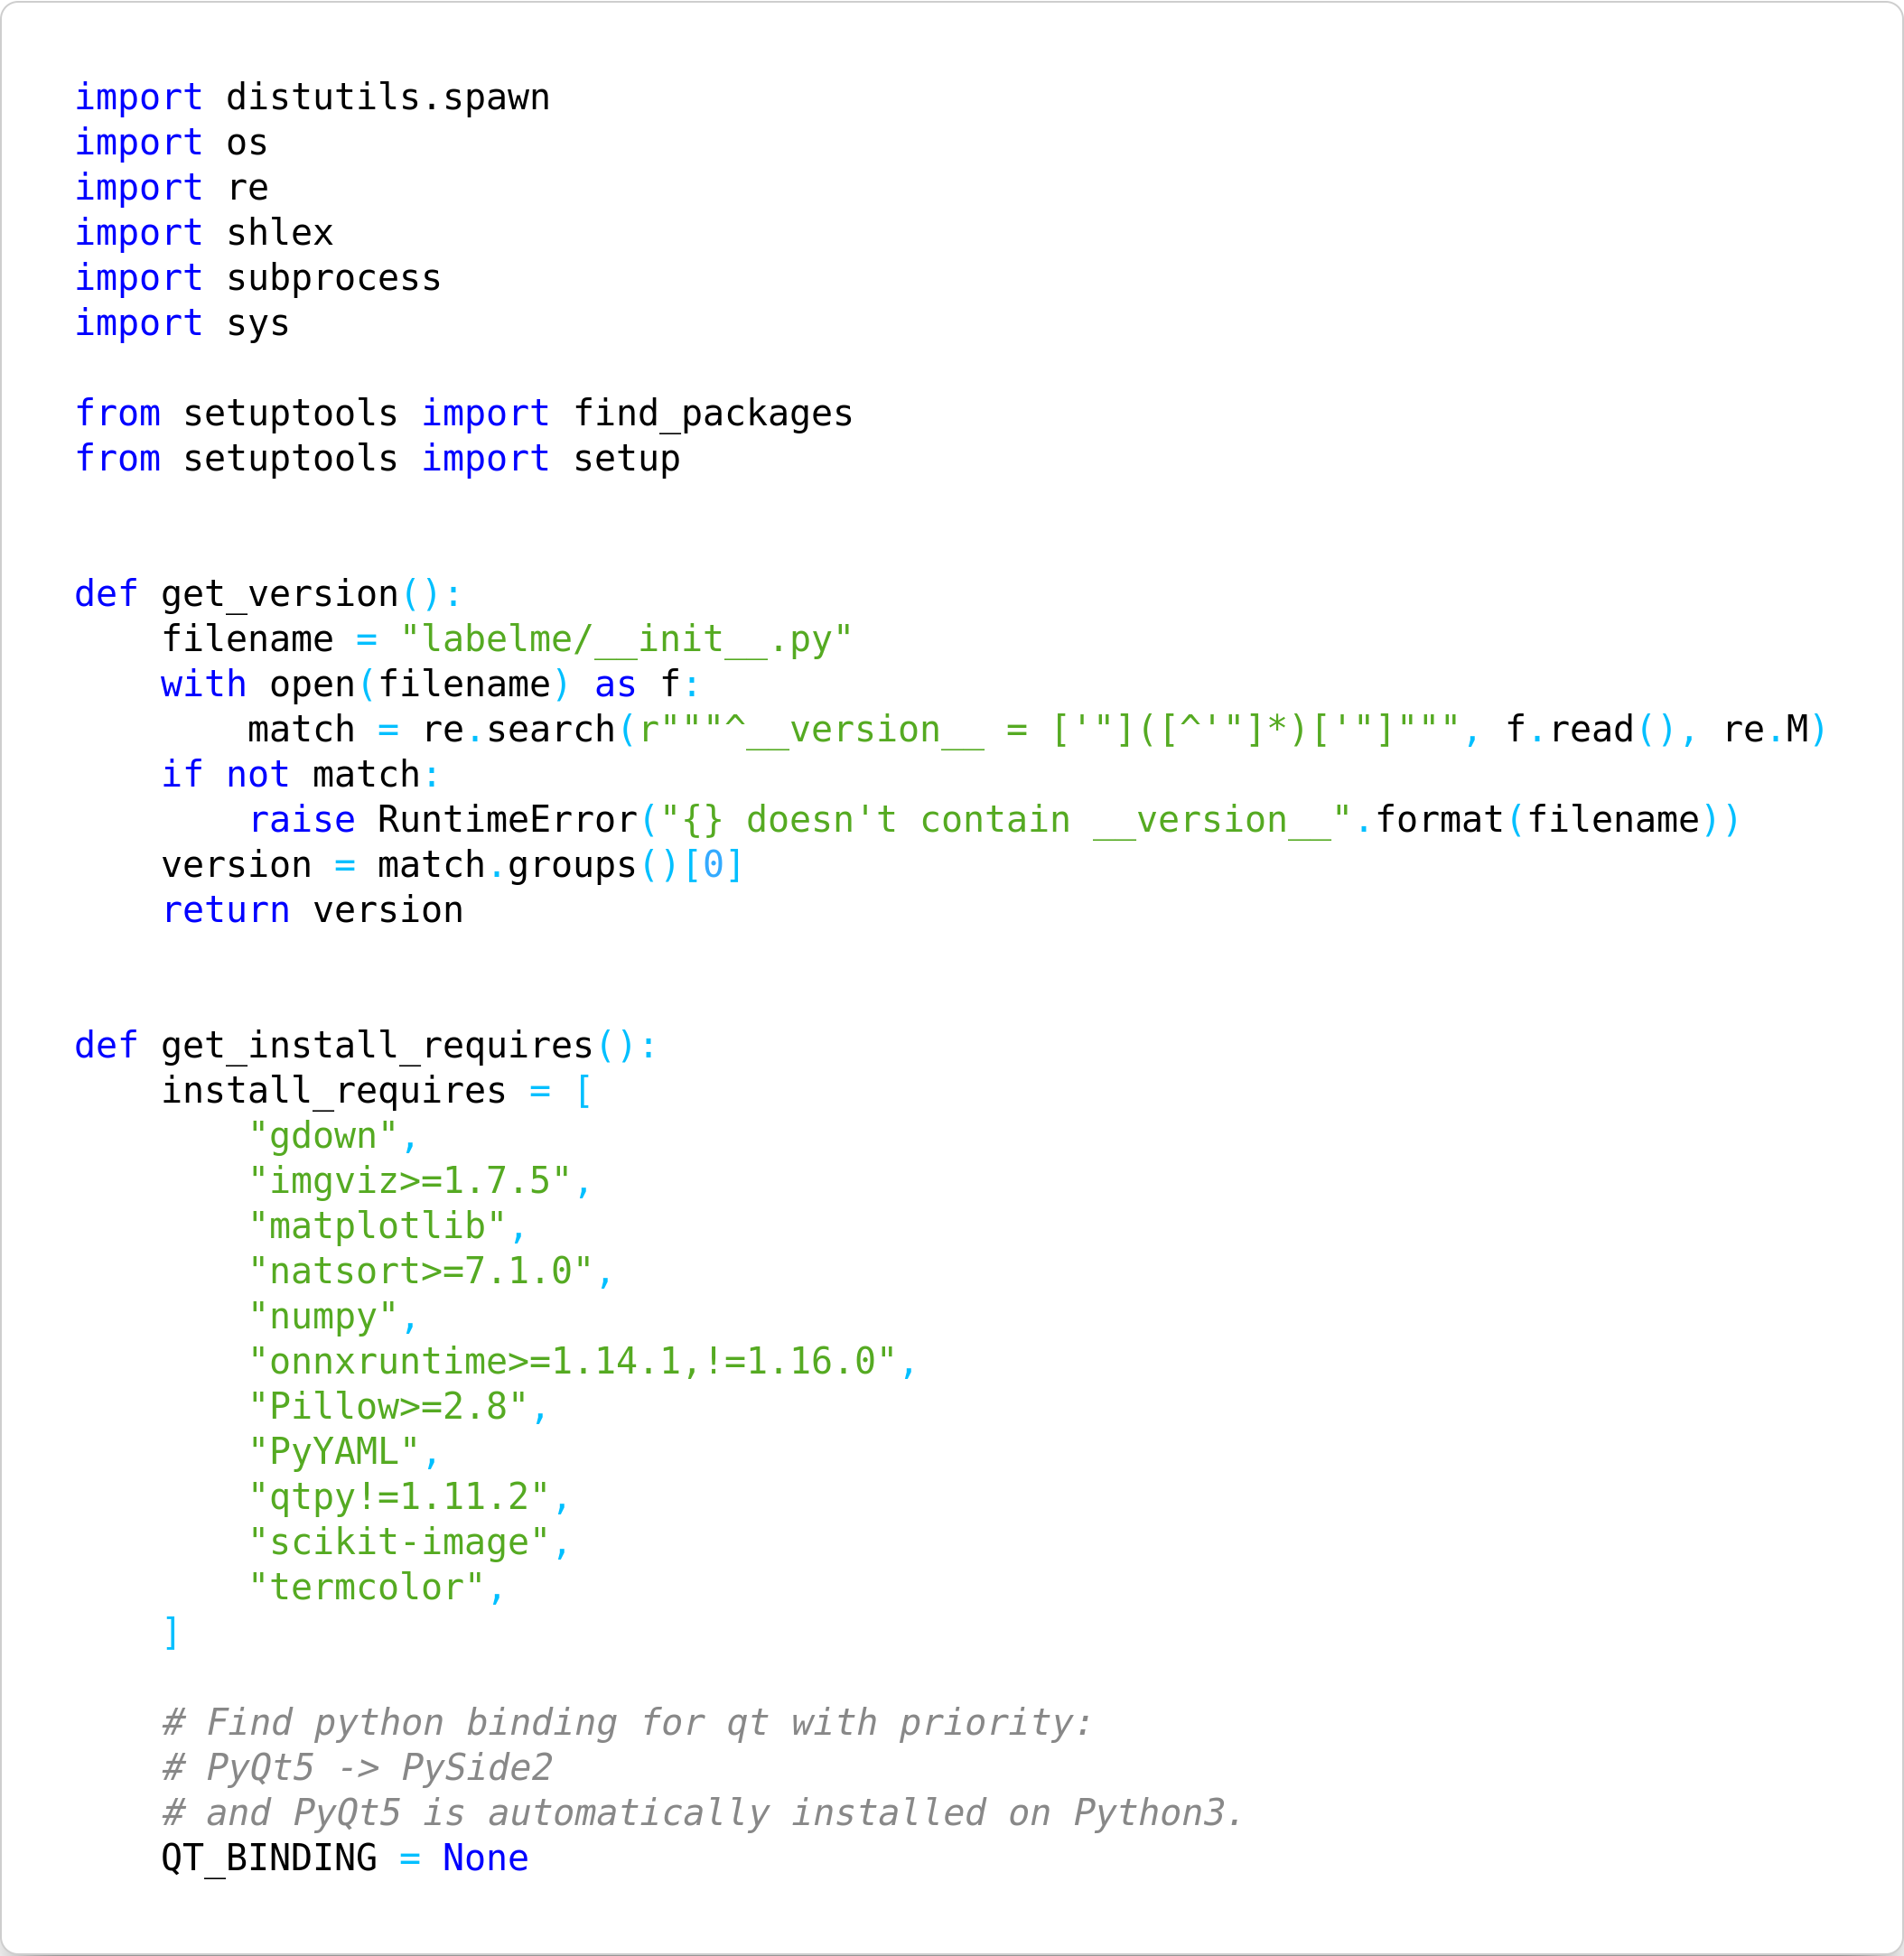 import distutils.spawn
import os
import re
import shlex
import subprocess
import sys

from setuptools import find_packages
from setuptools import setup


def get_version():
    filename = "labelme/__init__.py"
    with open(filename) as f:
        match = re.search(r"""^__version__ = ['"]([^'"]*)['"]""", f.read(), re.M)
    if not match:
        raise RuntimeError("{} doesn't contain __version__".format(filename))
    version = match.groups()[0]
    return version


def get_install_requires():
    install_requires = [
        "gdown",
        "imgviz>=1.7.5",
        "matplotlib",
        "natsort>=7.1.0",
        "numpy",
        "onnxruntime>=1.14.1,!=1.16.0",
        "Pillow>=2.8",
        "PyYAML",
        "qtpy!=1.11.2",
        "scikit-image",
        "termcolor",
    ]

    # Find python binding for qt with priority:
    # PyQt5 -> PySide2
    # and PyQt5 is automatically installed on Python3.
    QT_BINDING = None